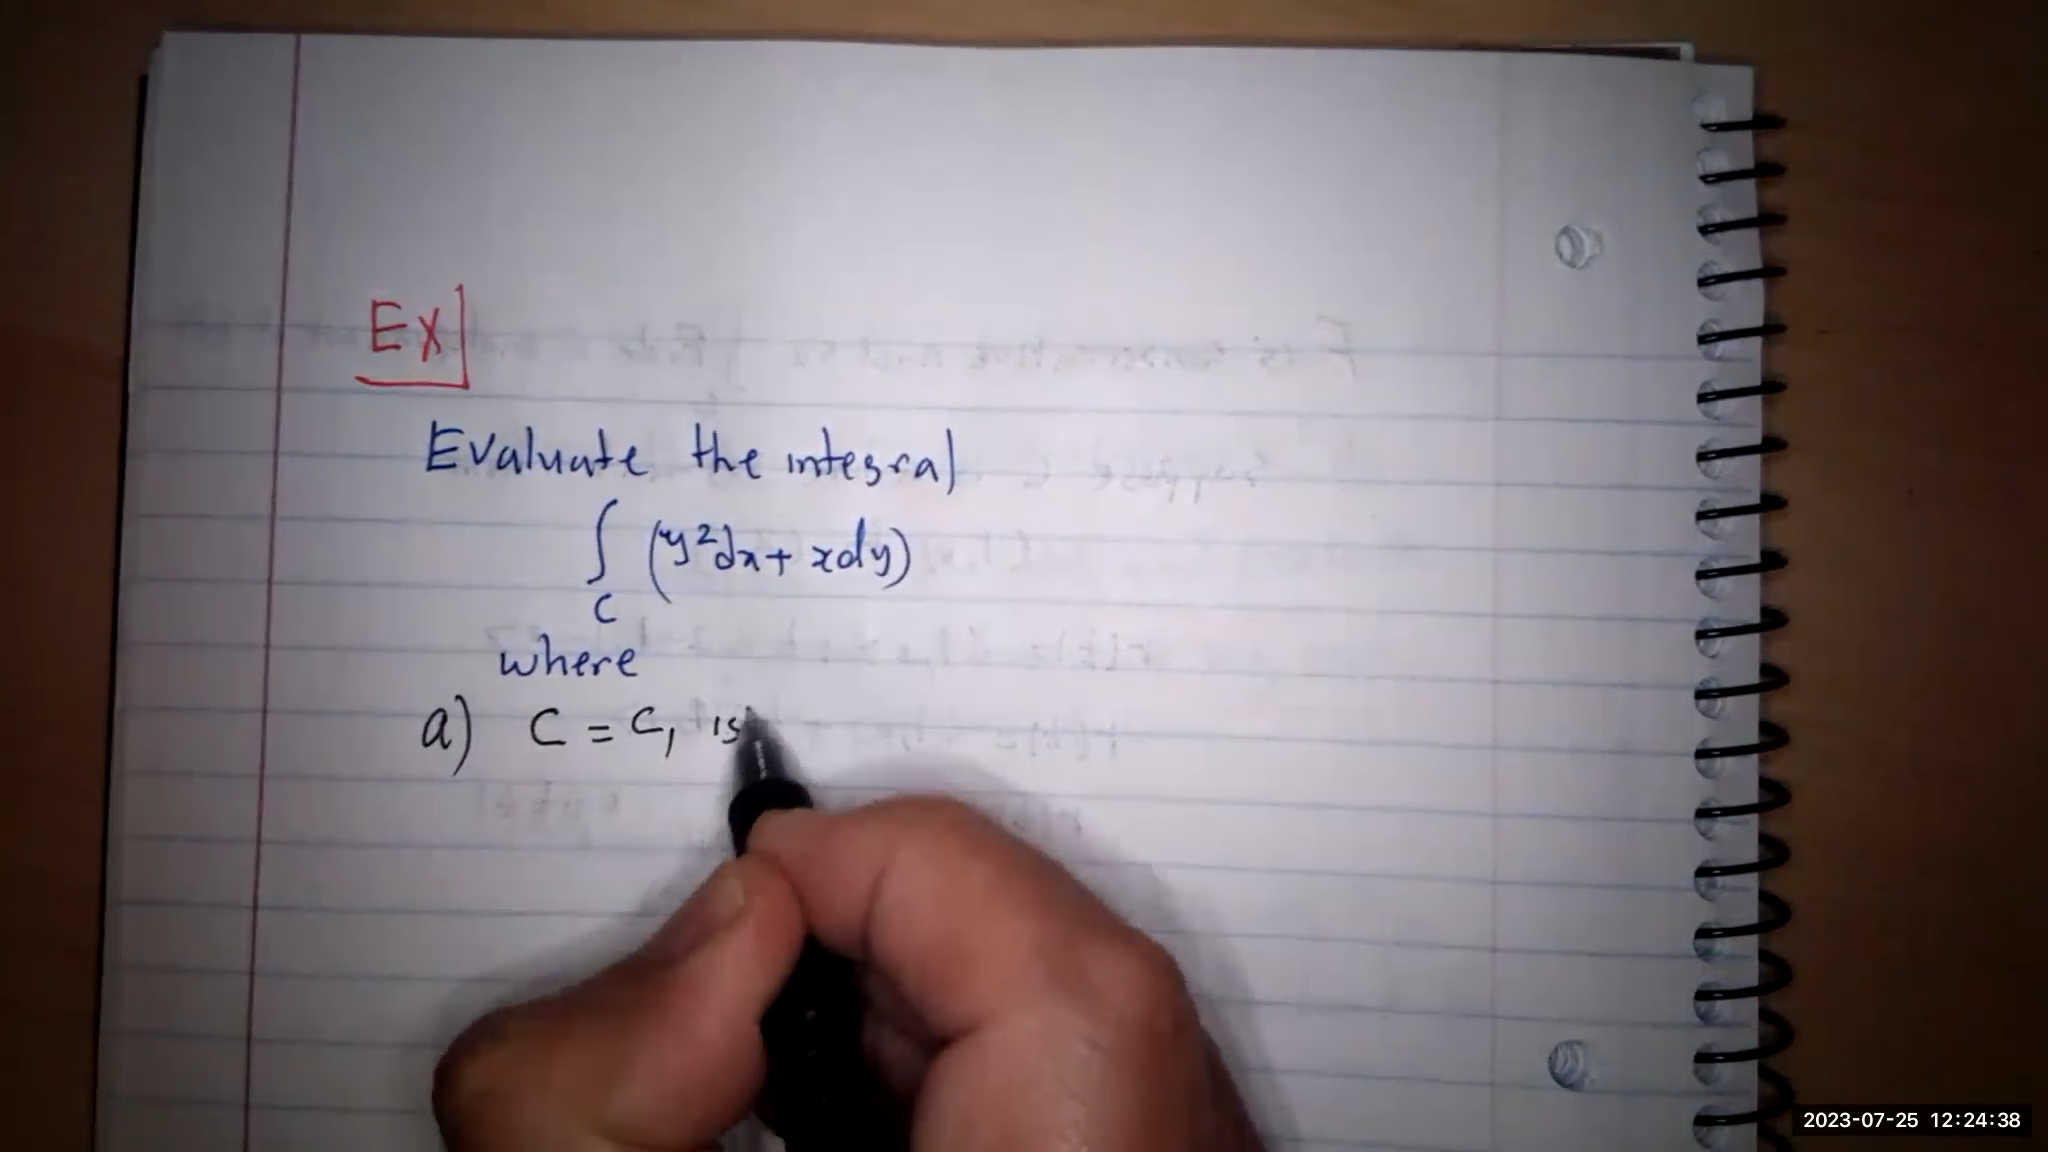 Ex
Evaluate the integral
∫ (y²dx + xdy)
C
where
a) C = C₁ is
2023-07-25 12:24:38